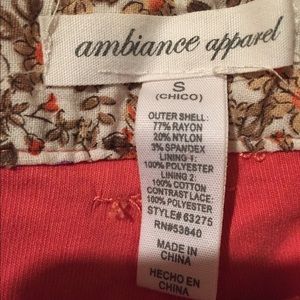 ambiance apparel
S
(CHICO)
OUTER SHELL:
77% RAYON
20% NYLON
3% SPANDEX
LINING 1:
100% POLYESTER
LINING 2:
100% COTTON
CONTRAST LACE:
100% POLYESTER
STYLE# 63275
RN#53840
MADE IN
CHINA
HECHO EN
CHINA